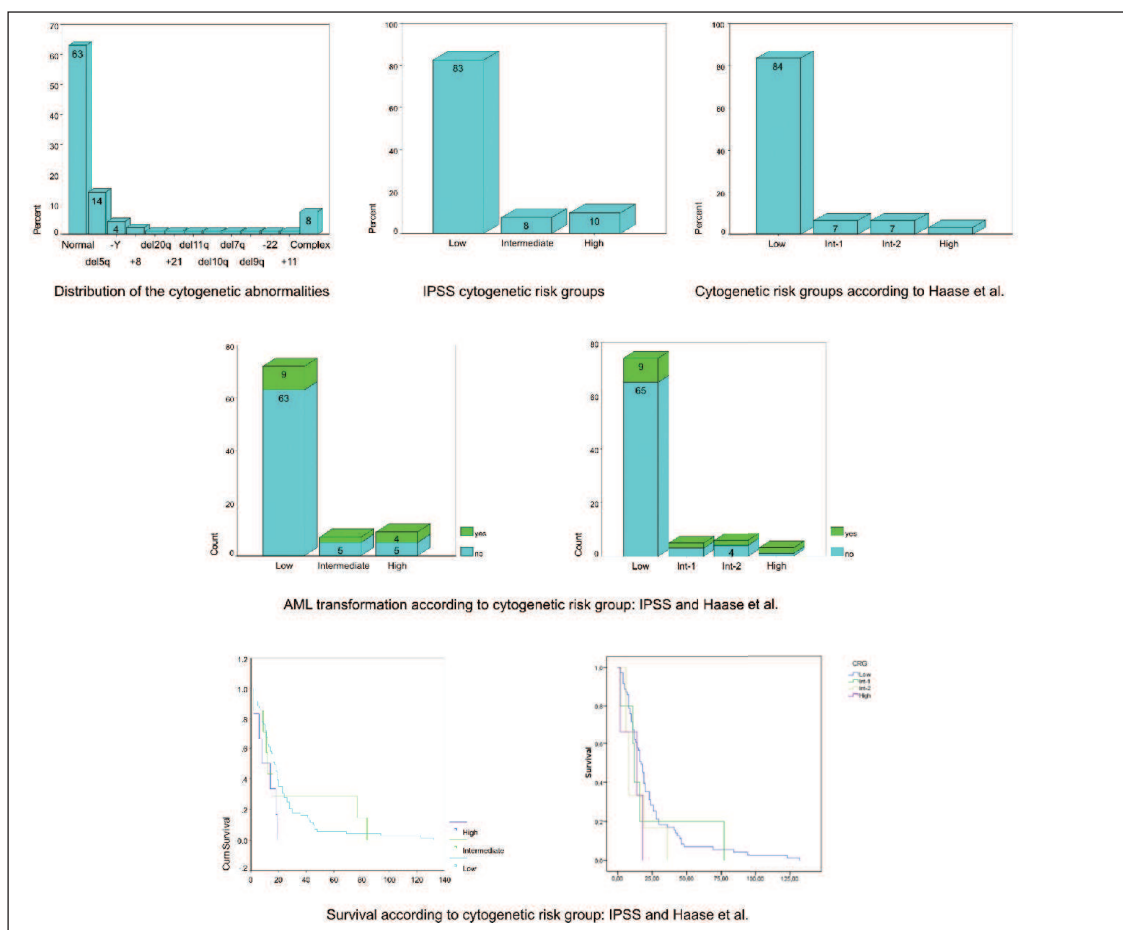 70
60
50
40
30
20
10
0
Percent
63
14
4
8
Normal -Y del20q del11q del7q -22 Complex
del5q +8 +21 del10q del9q +11
Distribution of the cytogenetic abnormalities
100
80
60
40
20
0
Percent
83
8
10
Low Intermediate High
IPSS cytogenetic risk groups
100
80
60
40
20
0
Percent
84
7
7
Low Int-1 Int-2 High
Cytogenetic risk groups according to Haase et al.
80
60
40
20
0
Count
9
63
5
4
5
Low Intermediate High
yes
no
80
60
40
20
0
Count
9
65
4
Low Int-1 Int-2 High
yes
no
AML transformation according to cytogenetic risk group: IPSS and Haase et al.
1.2
1.0
.8
.6
.4
.2
0.0
-.2
Cum Survival
0 20 40 60 80 100 120 140
High
Intermediate
Low
1.0
0.8
0.6
0.4
0.2
0.0
Survival
0.00 25.00 50.00 75.00 100.00 125.00
CRG
Low
Int-1
Int-2
High
Survival according to cytogenetic risk group: IPSS and Haase et al.